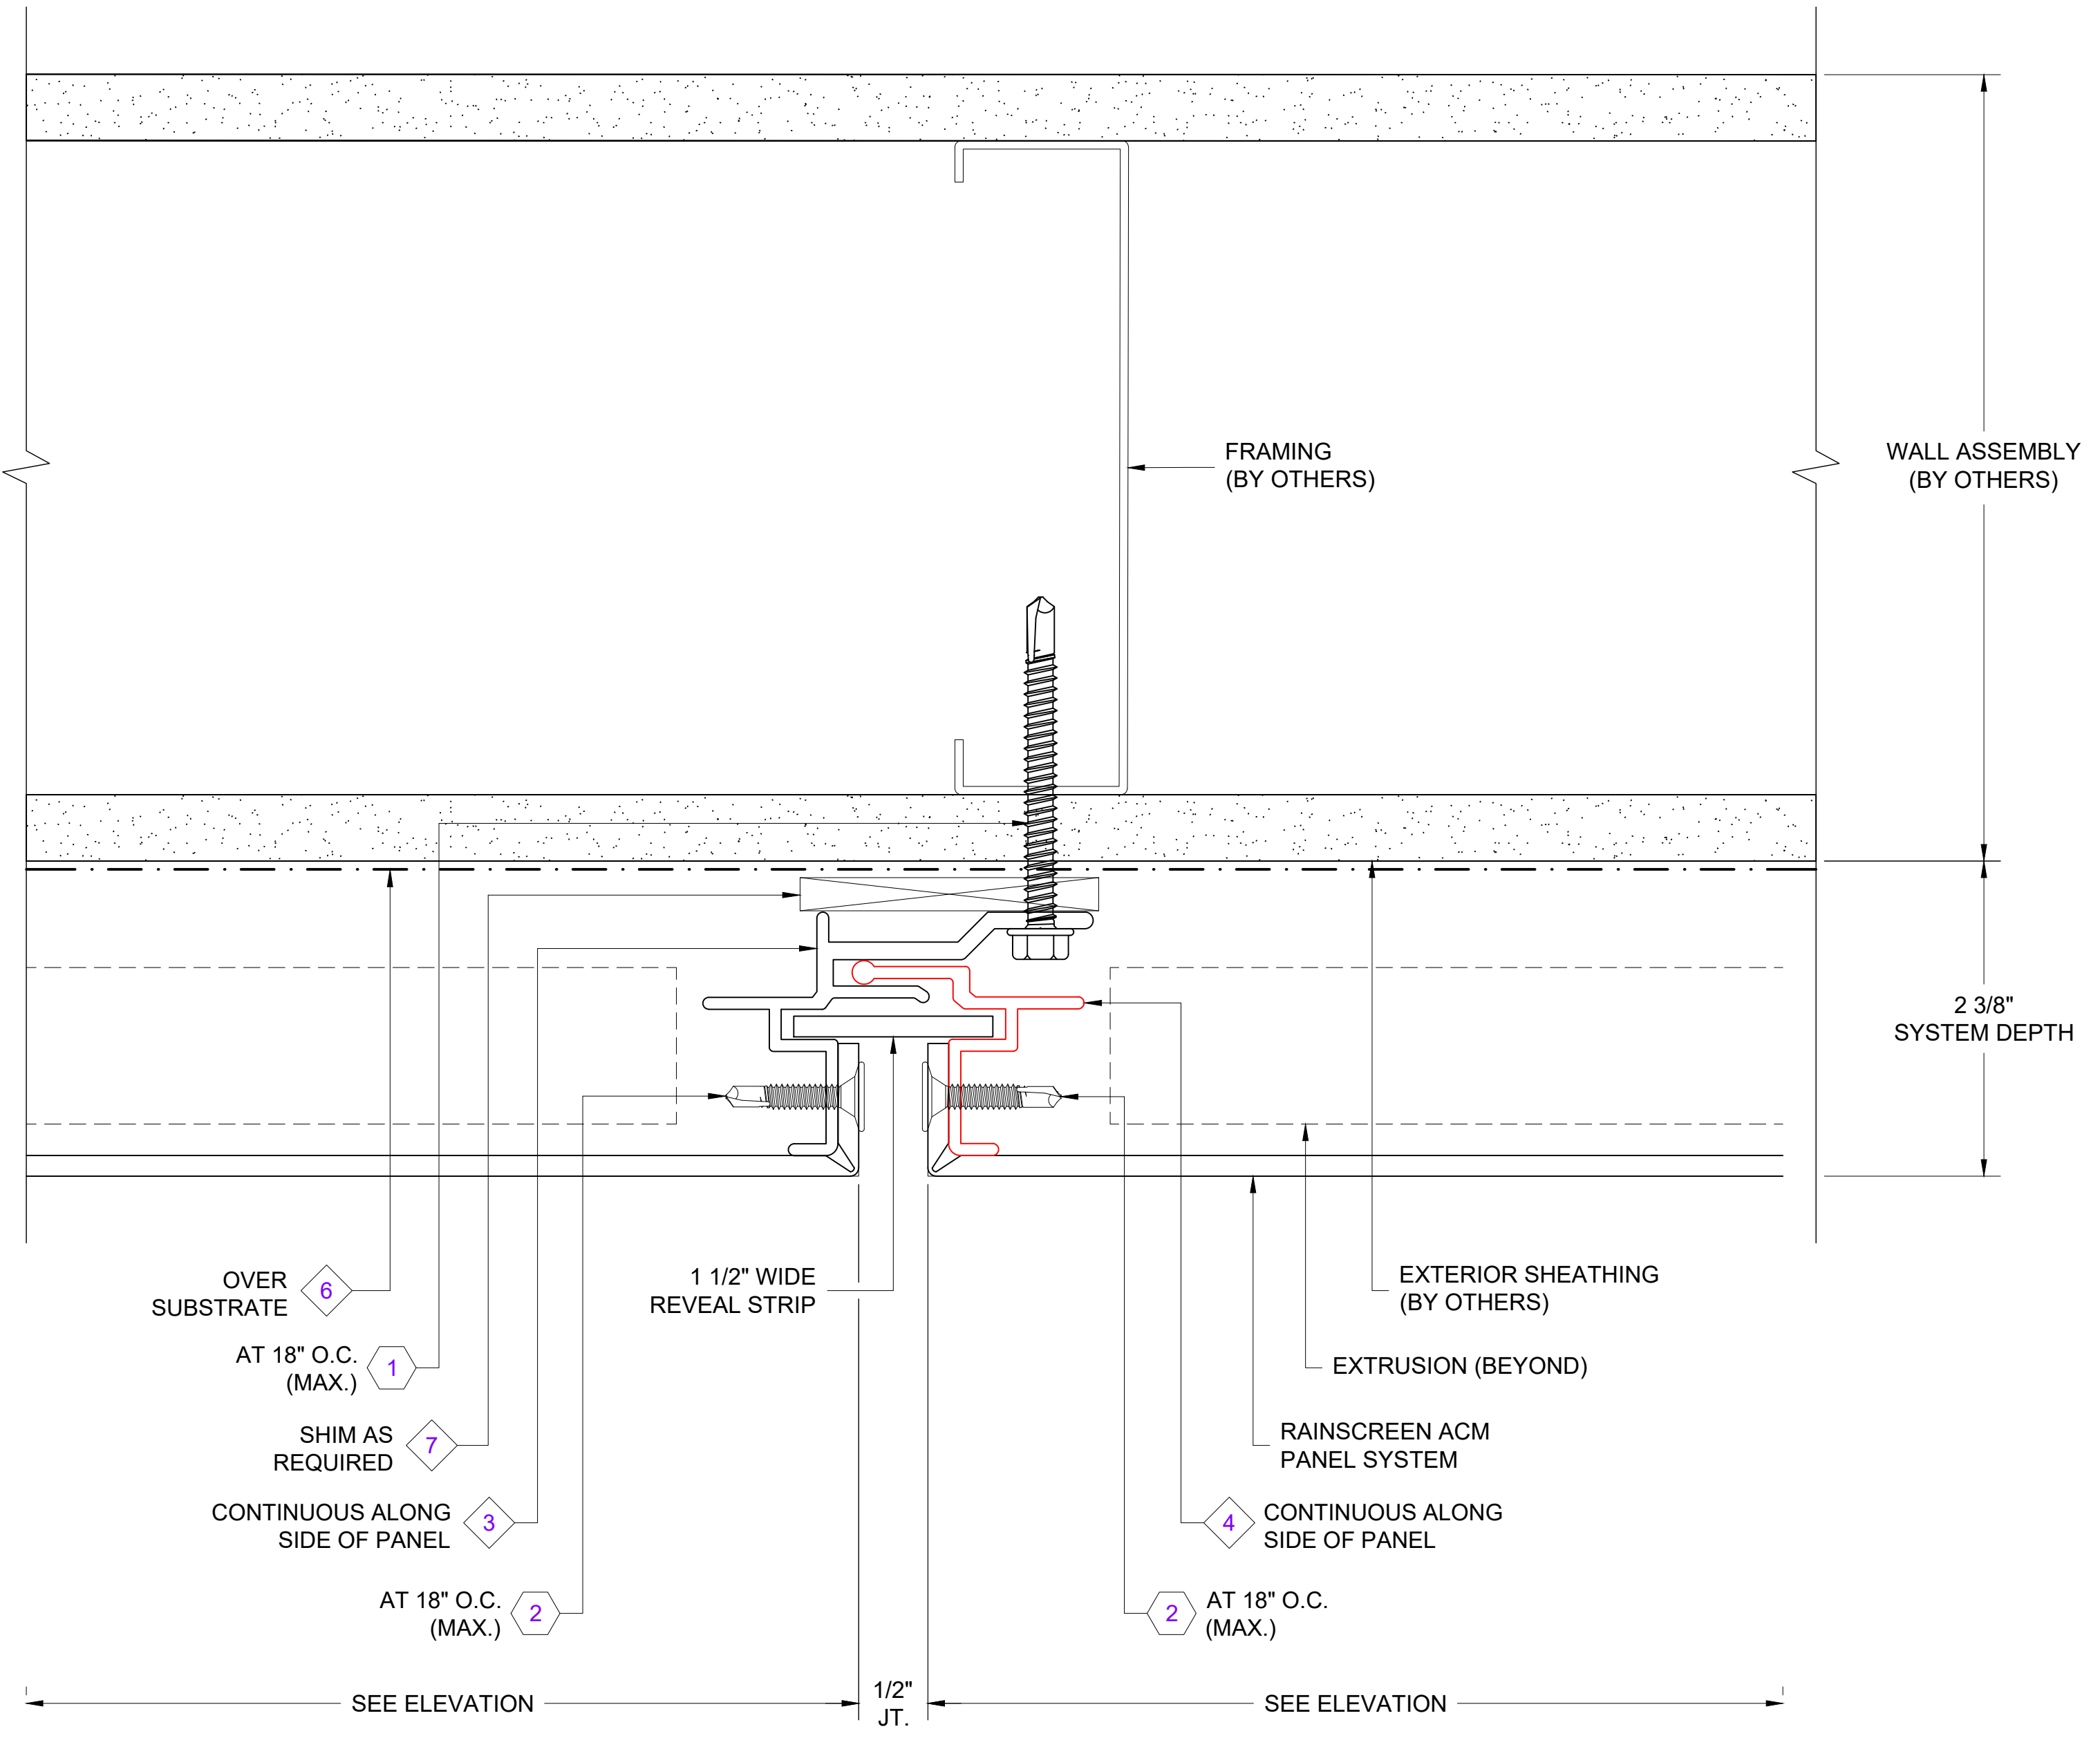 FRAMING
(BY OTHERS)
WALL ASSEMBLY
(BY OTHERS)
2 3/8"
SYSTEM DEPTH
OVER
SUBSTRATE
6
AT 18" O.C.
(MAX.)
1
SHIM AS
REQUIRED
7
CONTINUOUS ALONG
SIDE OF PANEL
3
AT 18" O.C.
(MAX.)
2
1 1/2" WIDE
REVEAL STRIP
EXTERIOR SHEATHING
(BY OTHERS)
EXTRUSION (BEYOND)
RAINSCREEN ACM
PANEL SYSTEM
4
CONTINUOUS ALONG
SIDE OF PANEL
2
AT 18" O.C.
(MAX.)
SEE ELEVATION
1/2"
JT.
SEE ELEVATION